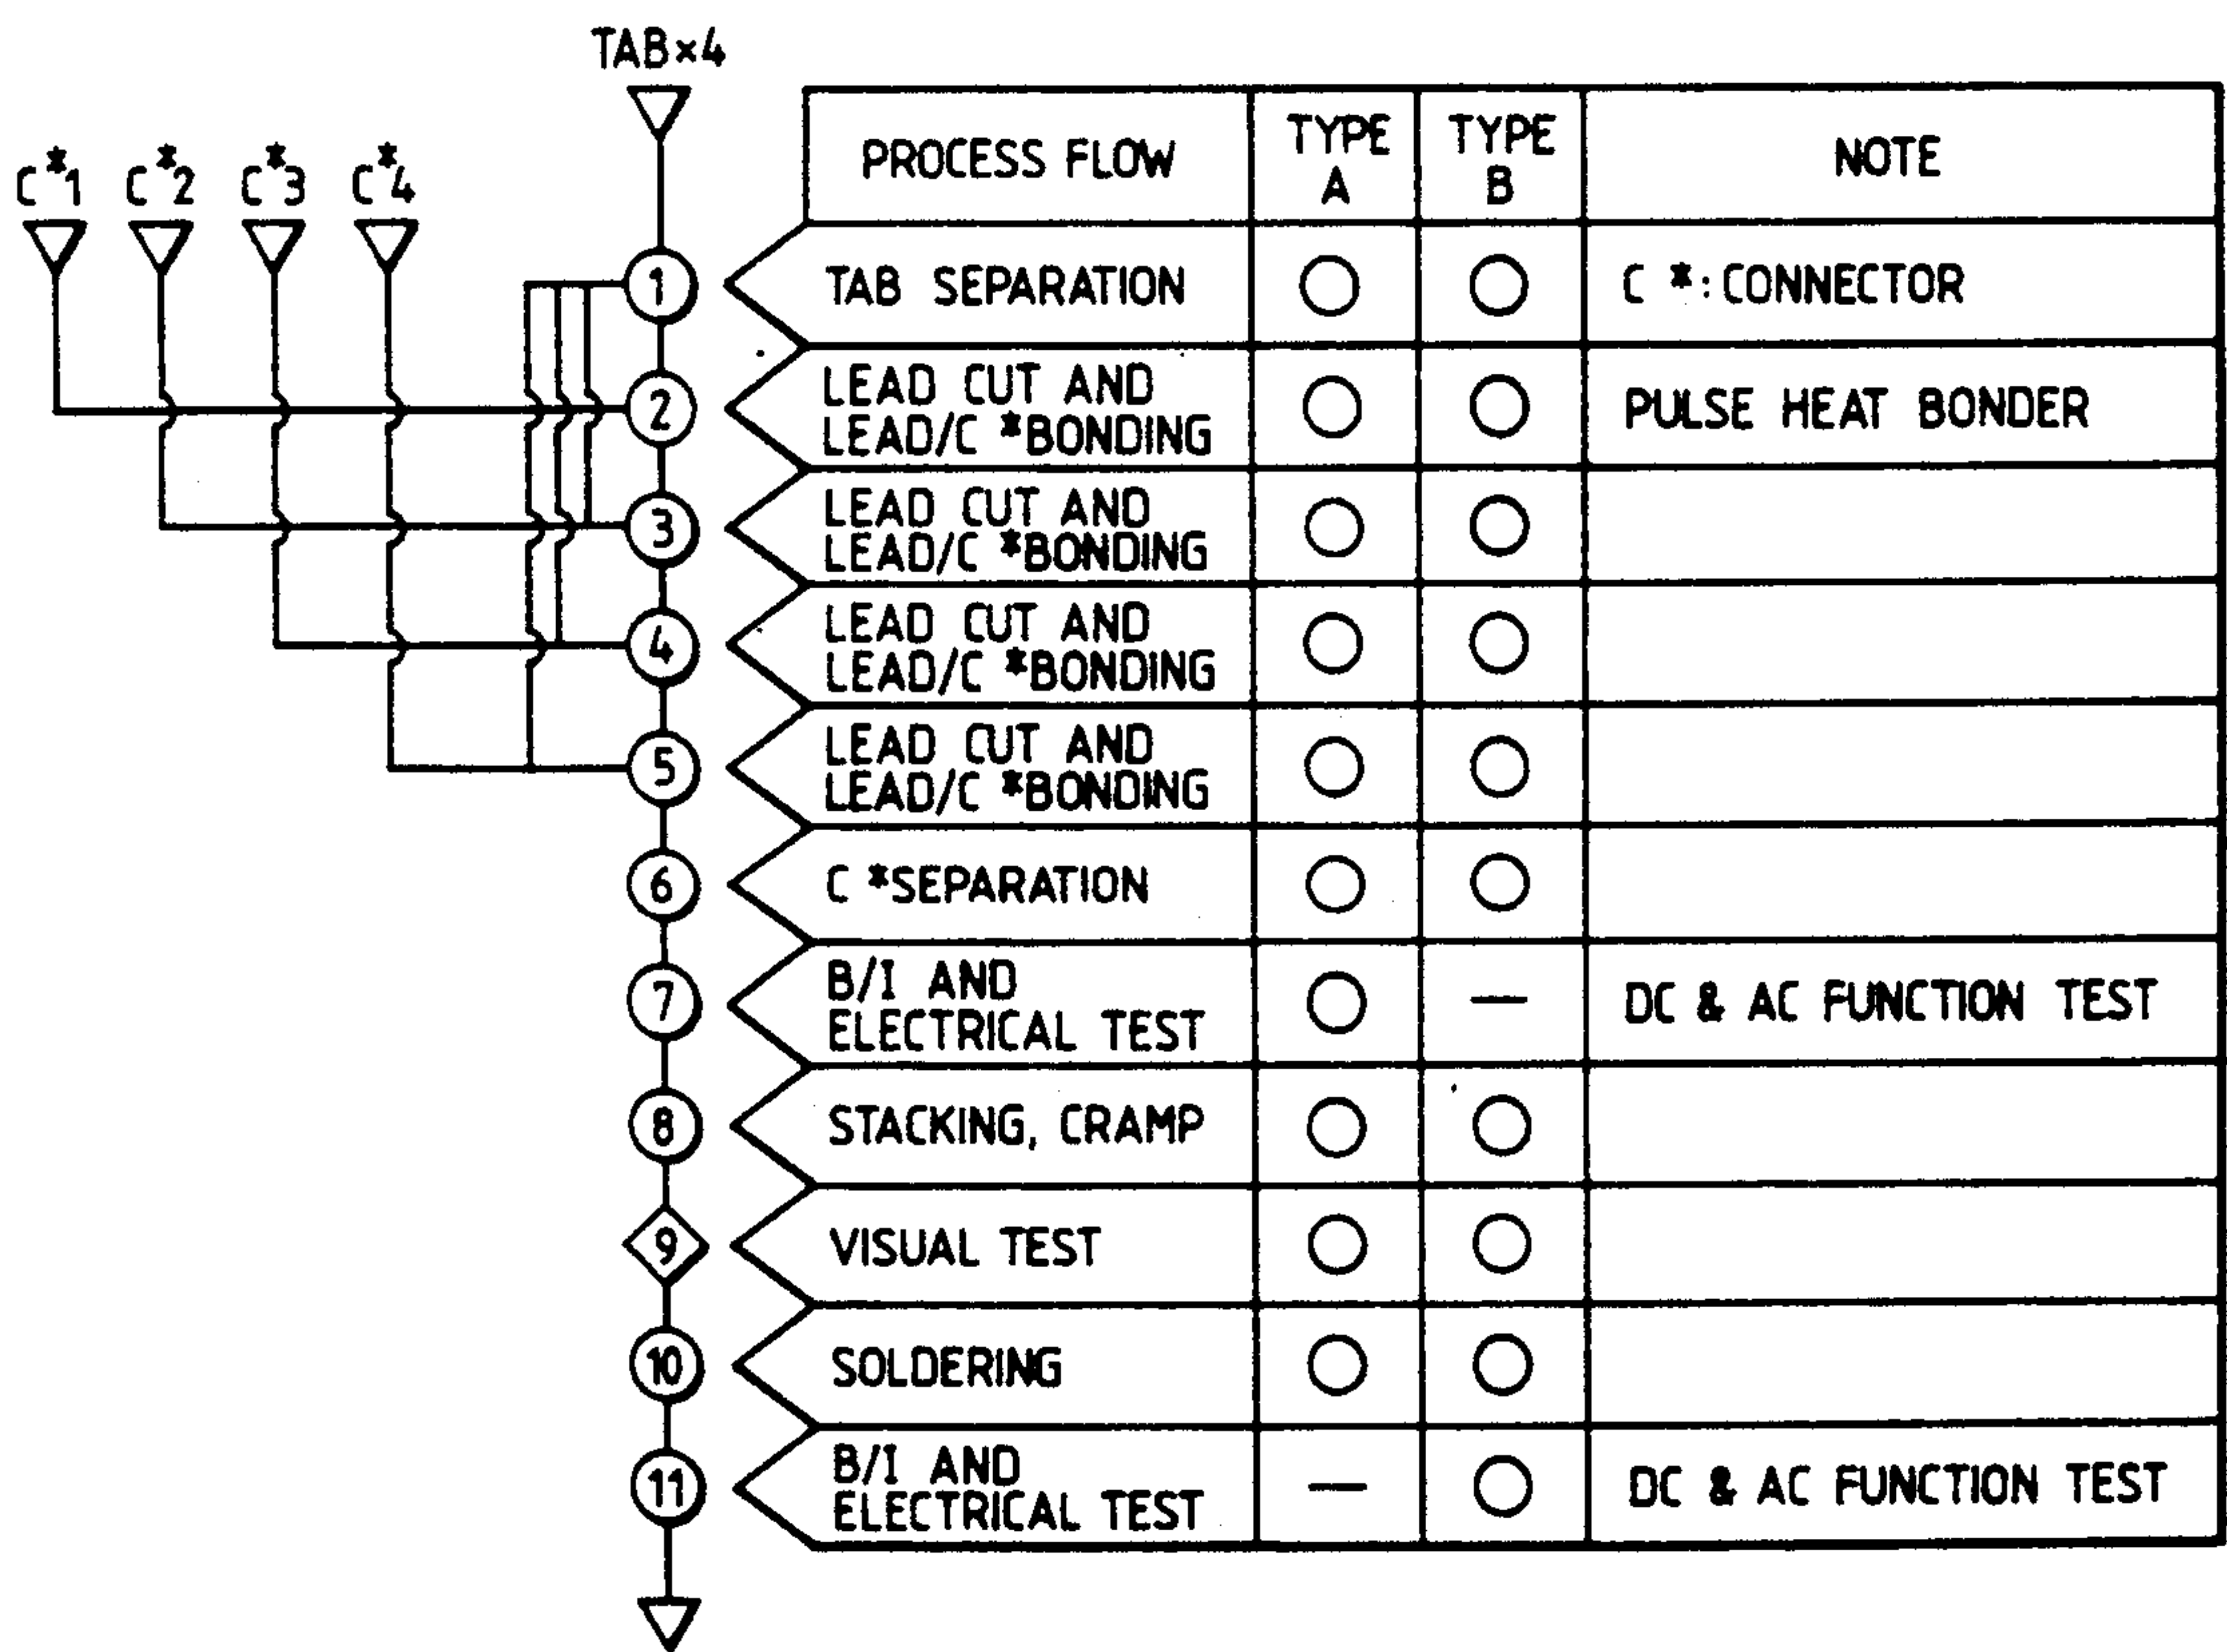 TAB×4
C*1 C*2 C*3 C*4
PROCESS FLOW
TYPE
A
TYPE
B
NOTE
1
TAB SEPARATION
C *: CONNECTOR
2
LEAD CUT AND
LEAD/C *BONDING
PULSE HEAT BONDER
3
LEAD CUT AND
LEAD/C *BONDING
4
LEAD CUT AND
LEAD/C *BONDING
5
LEAD CUT AND
LEAD/C *BONDING
6
C *SEPARATION
7
B/I AND
ELECTRICAL TEST
—
DC & AC FUNCTION TEST
8
STACKING, CRAMP
9
VISUAL TEST
10
SOLDERING
11
B/I AND
ELECTRICAL TEST
—
DC & AC FUNCTION TEST